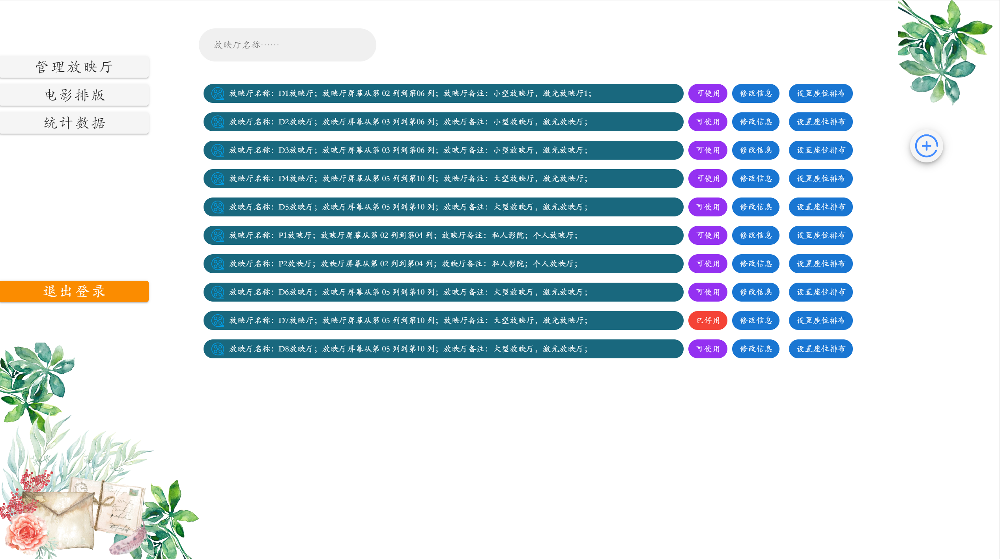 放映厅名称……
管理放映厅
电影排版
统计数据
退出登录
放映厅名称：D1放映厅；放映厅屏幕从第 02 列到第06 列；放映厅备注：小型放映厅，激光放映厅1； 可使用 修改信息 设置座位排布
放映厅名称：D2放映厅；放映厅屏幕从第 03 列到第06 列；放映厅备注：小型放映厅，激光放映厅； 可使用 修改信息 设置座位排布
放映厅名称：D3放映厅；放映厅屏幕从第 03 列到第06 列；放映厅备注：小型放映厅，激光放映厅； 可使用 修改信息 设置座位排布
放映厅名称：D4放映厅；放映厅屏幕从第 05 列到第10 列；放映厅备注：大型放映厅，激光放映厅； 可使用 修改信息 设置座位排布
放映厅名称：D5放映厅；放映厅屏幕从第 05 列到第10 列；放映厅备注：大型放映厅，激光放映厅； 可使用 修改信息 设置座位排布
放映厅名称：P1放映厅；放映厅屏幕从第 02 列到第04 列；放映厅备注：私人影院；个人放映厅； 可使用 修改信息 设置座位排布
放映厅名称：P2放映厅；放映厅屏幕从第 02 列到第04 列；放映厅备注：私人影院；个人放映厅； 可使用 修改信息 设置座位排布
放映厅名称：D6放映厅；放映厅屏幕从第 05 列到第10 列；放映厅备注：大型放映厅，激光放映厅； 可使用 修改信息 设置座位排布
放映厅名称：D7放映厅；放映厅屏幕从第 05 列到第10 列；放映厅备注：大型放映厅，激光放映厅； 已停用 修改信息 设置座位排布
放映厅名称：D8放映厅；放映厅屏幕从第 05 列到第10 列；放映厅备注：大型放映厅，激光放映厅； 可使用 修改信息 设置座位排布